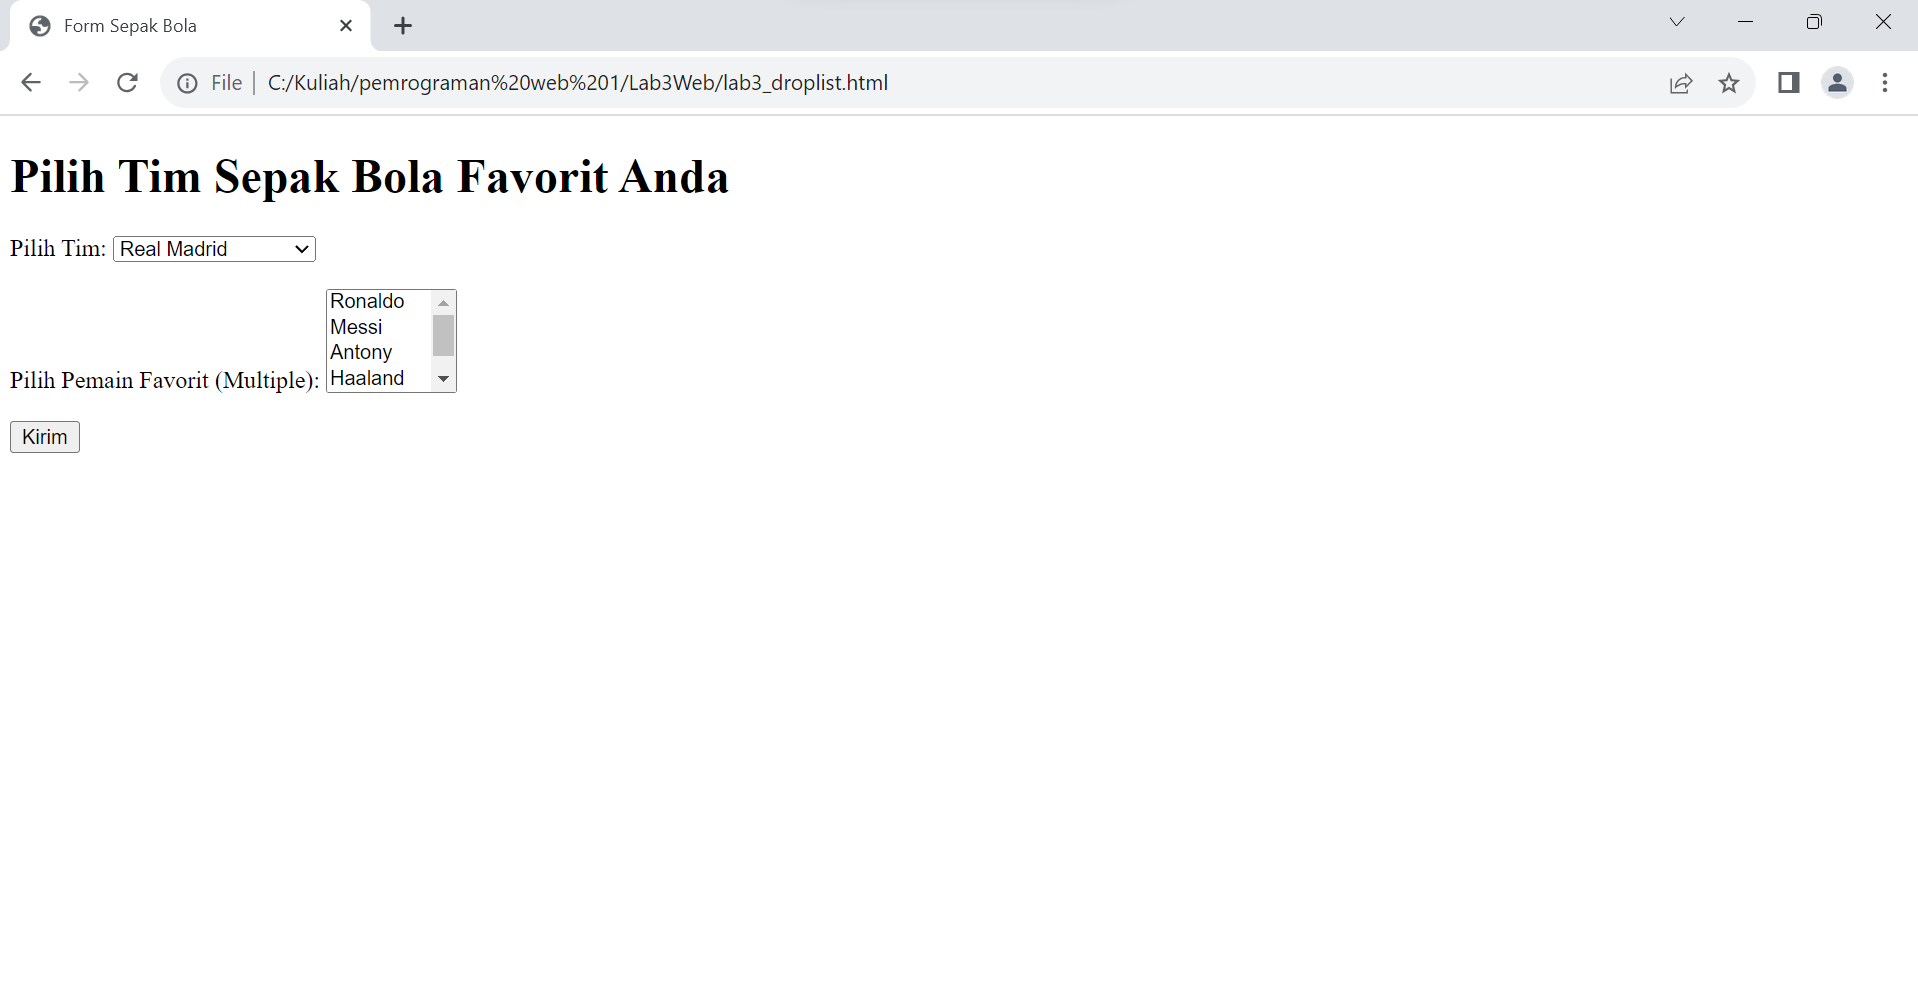 Form Sepak Bola
File
C:/Kuliah/pemrograman%20web%201/Lab3Web/lab3_droplist.html
Pilih Tim Sepak Bola Favorit Anda
Pilih Tim: Real Madrid
Ronaldo
Messi
Antony
Haaland
Pilih Pemain Favorit (Multiple):
Kirim